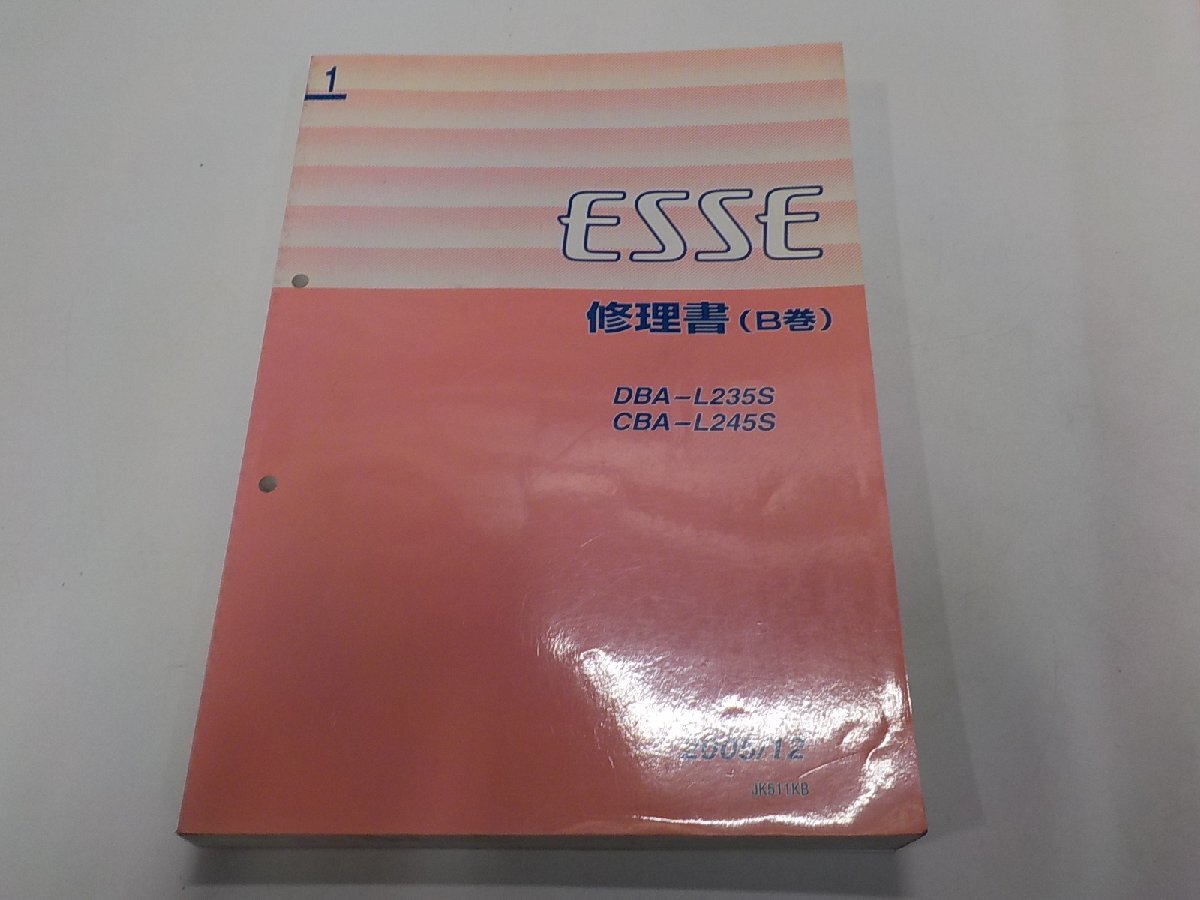 1
ESSE
修理書(B巻)
DBA-L235S
CBA-L245S
2005/12
JK511KB